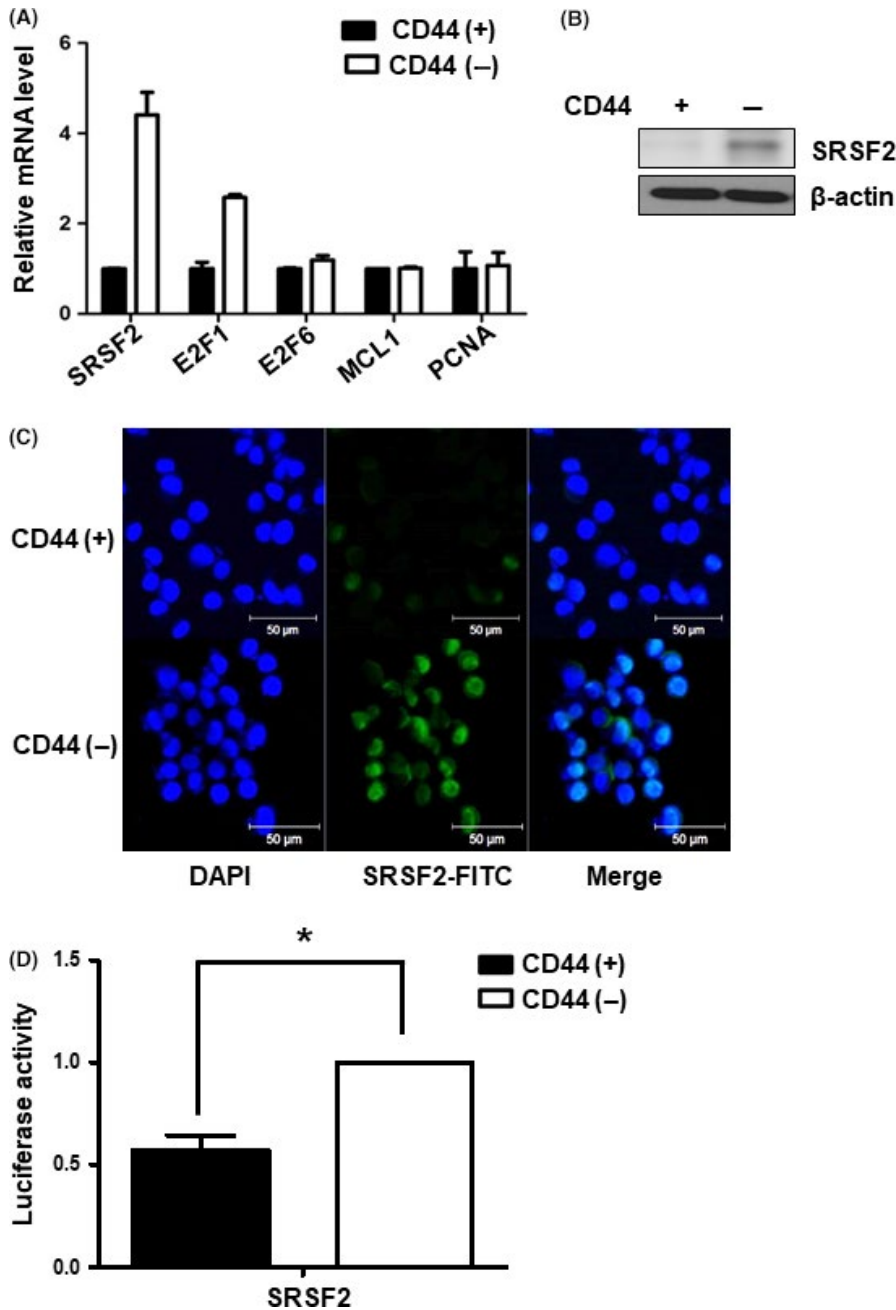 (A)
CD44 (+)
CD44 (–)
Relative mRNA level
6
4
2
0
SRSF2
E2F1
E2F6
MCL1
PCNA
(B)
CD44 + –
SRSF2
β-actin
(C)
CD44 (+)
50 µm
50 µm
50 µm
CD44 (–)
50 µm
50 µm
50 µm
DAPI
SRSF2-FITC
Merge
(D)
*
CD44 (+)
CD44 (–)
Luciferase activity
1.5
1.0
0.5
0.0
SRSF2